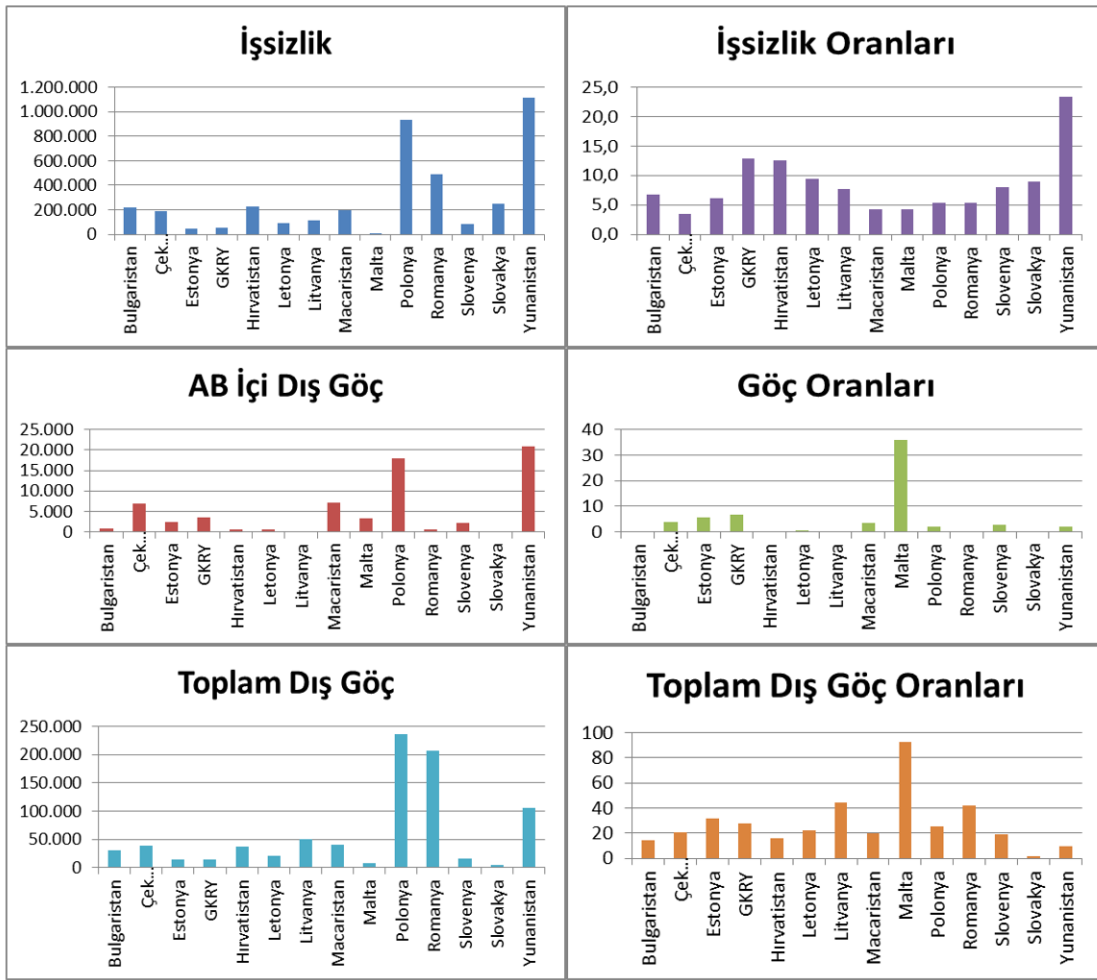 İşsizlik
1.200.000
1.000.000
800.000
600.000
400.000
200.000
0
Bulgaristan
Çek…
Estonya
GKRY
Hırvatistan
Letonya
Litvanya
Macaristan
Malta
Polonya
Romanya
Slovenya
Slovakya
Yunanistan
İşsizlik Oranları
25,0
20,0
15,0
10,0
5,0
0,0
Bulgaristan
Çek…
Estonya
GKRY
Hırvatistan
Letonya
Litvanya
Macaristan
Malta
Polonya
Romanya
Slovenya
Slovakya
Yunanistan
AB İçi Dış Göç
25.000
20.000
15.000
10.000
5.000
0
Bulgaristan
Çek…
Estonya
GKRY
Hırvatistan
Letonya
Litvanya
Macaristan
Malta
Polonya
Romanya
Slovenya
Slovakya
Yunanistan
Göç Oranları
40
30
20
10
0
Bulgaristan
Çek…
Estonya
GKRY
Hırvatistan
Letonya
Litvanya
Macaristan
Malta
Polonya
Romanya
Slovenya
Slovakya
Yunanistan
Toplam Dış Göç
250.000
200.000
150.000
100.000
50.000
0
Bulgaristan
Çek…
Estonya
GKRY
Hırvatistan
Letonya
Litvanya
Macaristan
Malta
Polonya
Romanya
Slovenya
Slovakya
Yunanistan
Toplam Dış Göç Oranları
100
80
60
40
20
0
Bulgaristan
Çek…
Estonya
GKRY
Hırvatistan
Letonya
Litvanya
Macaristan
Malta
Polonya
Romanya
Slovenya
Slovakya
Yunanistan